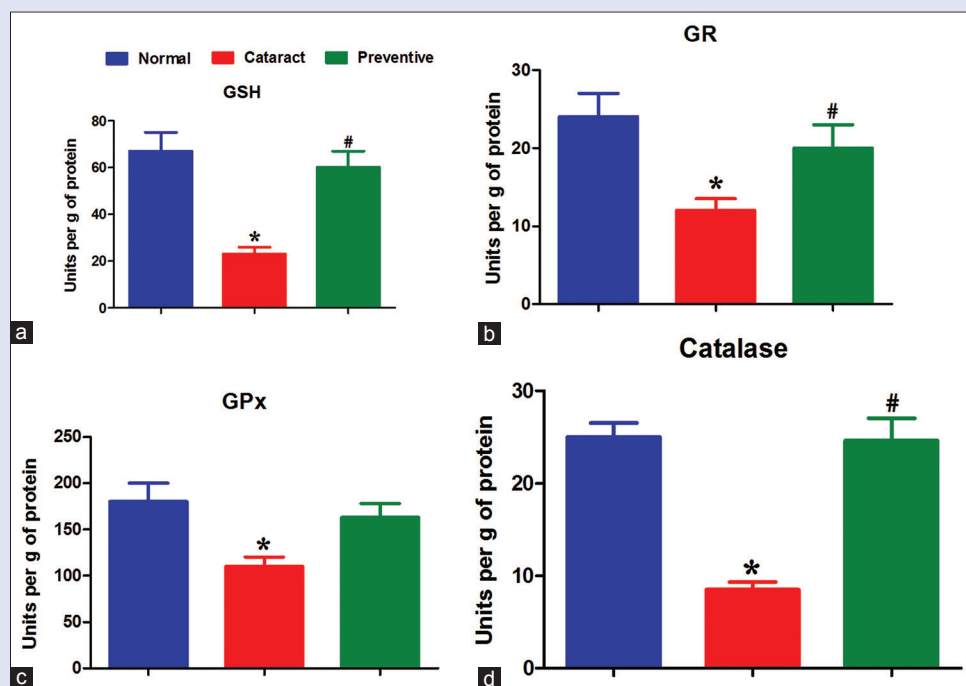 Normal Cataract Preventive
GSH
Units per g of protein
80
60
40
20
0
*
#
a
GR
Units per g of protein
30
20
10
0
*
#
b
GPx
Units per g of protein
250
200
150
100
50
0
*
c
Catalase
Units per g of protein
30
20
10
0
*
#
d